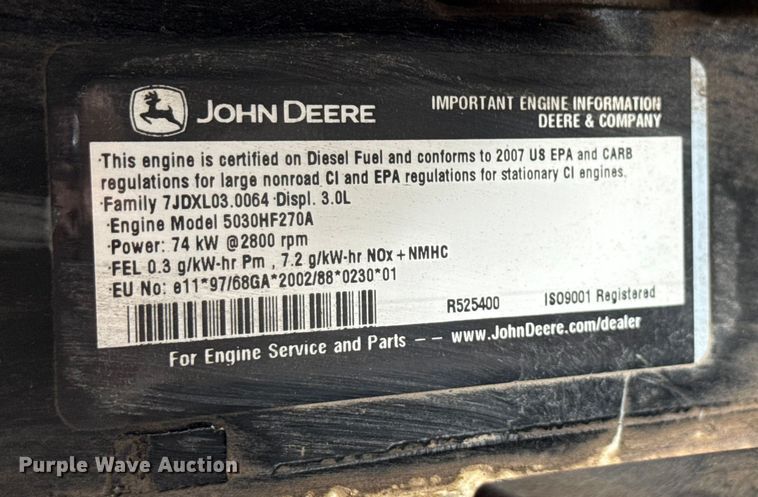 JOHN DEERE
IMPORTANT ENGINE INFORMATION
DEERE & COMPANY
·This engine is certified on Diesel Fuel and conforms to 2007 US EPA and CARB
regulations for large nonroad CI and EPA regulations for stationary CI engines.
·Family 7JDXL03.0064 ·Displ. 3.0L
·Engine Model 5030HF270A
·Power: 74 kW @2800 rpm
·FEL 0.3 g/kW-hr Pm , 7.2 g/kW-hr NOx + NMHC
·EU No: e11*97/68GA*2002/88*0230*01
R525400 ISO9001 Registered
For Engine Service and Parts – – www.JohnDeere.com/dealer
Purple Wave Auction